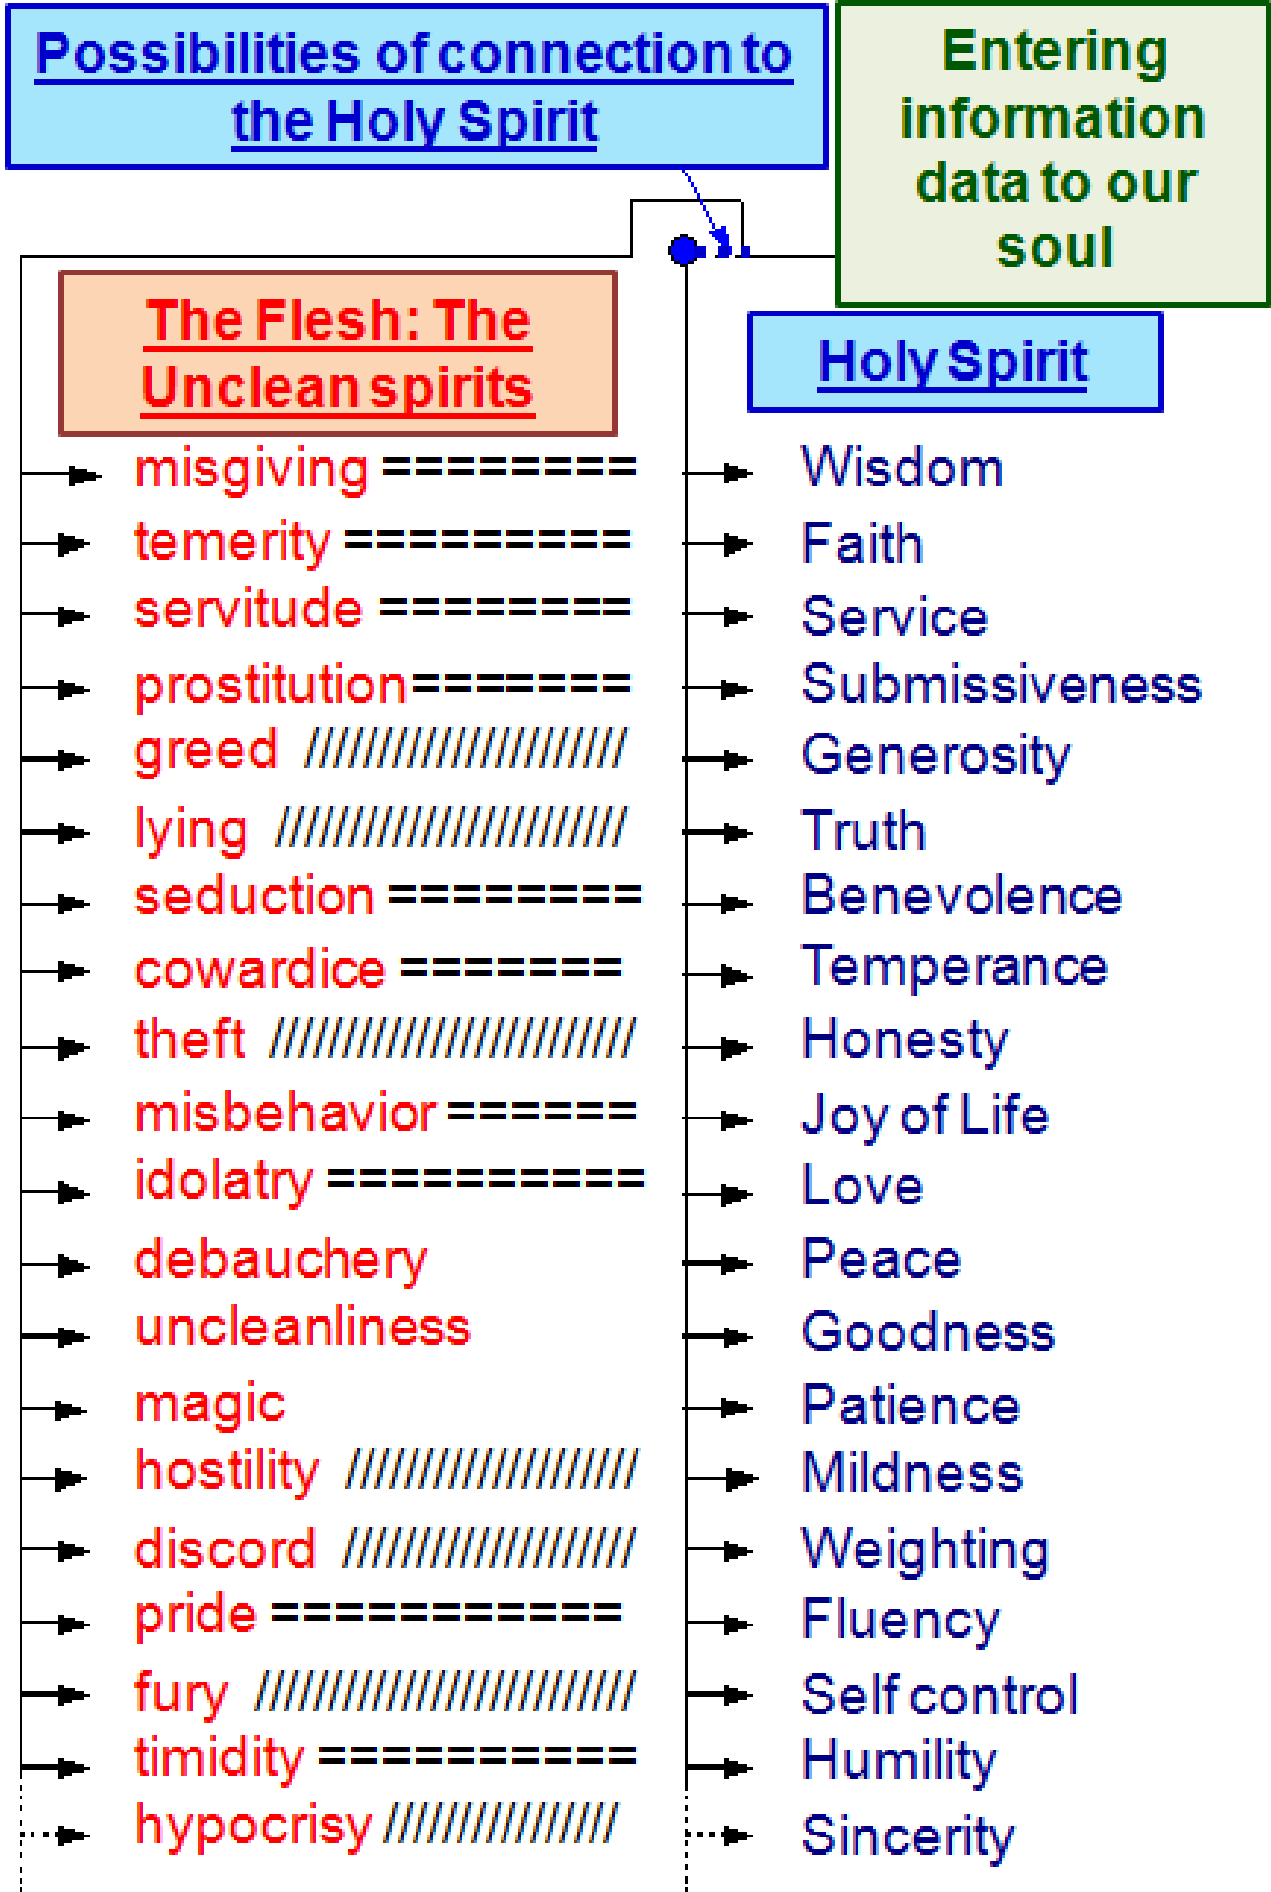 Possibilities of connection to
the Holy Spirit
Entering
information
data to our
soul
The Flesh: The
Unclean spirits
Holy Spirit
misgiving ======== Wisdom
temerity ========= Faith
servitude ======== Service
prostitution======= Submissiveness
greed ////////////////////// Generosity
lying //////////////////////// Truth
seduction ======== Benevolence
cowardice ======= Temperance
theft ///////////////////////// Honesty
misbehavior ====== Joy of Life
idolatry ========== Love
debauchery Peace
uncleanliness Goodness
magic Patience
hostility //////////////////// Mildness
discord //////////////////// Weighting
pride =========== Fluency
fury ////////////////////////// Self control
timidity ========== Humility
hypocrisy //////////////// Sincerity